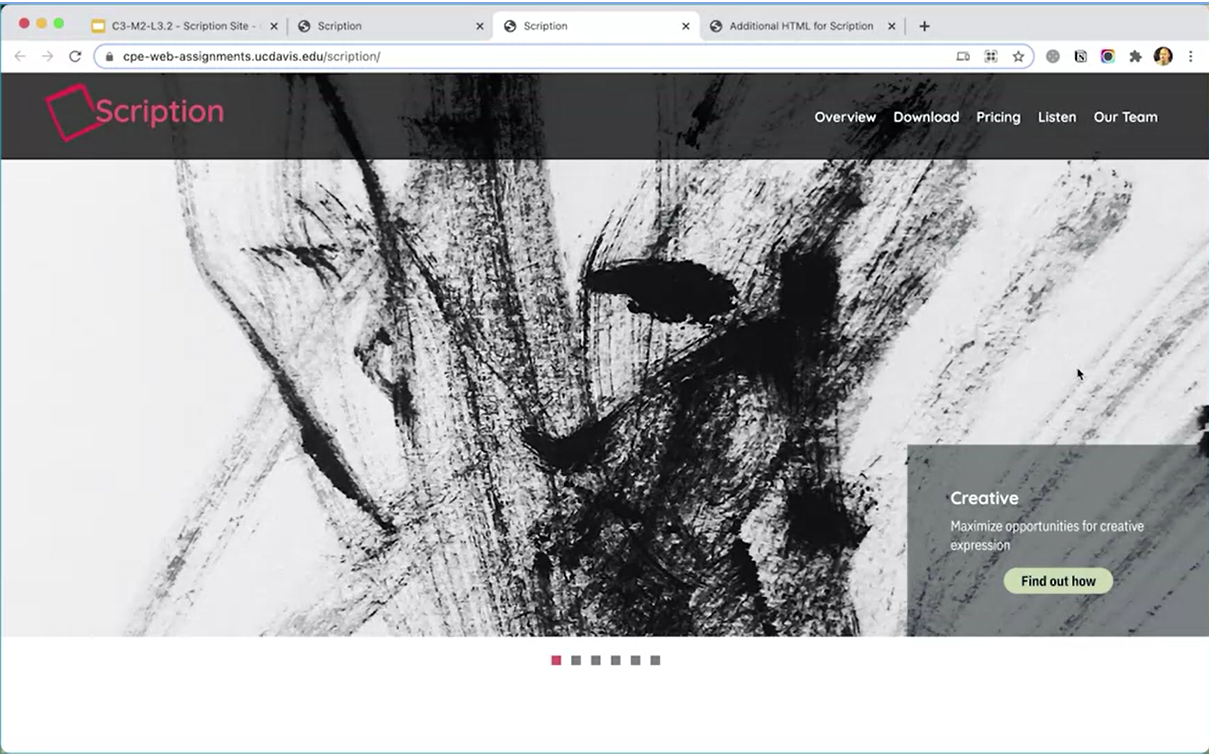 C3-M2-L3.2 - Scription Site -
Scription
Scription
Additional HTML for Scription
cpe-web-assignments.ucdavis.edu/scription/
Scription
Overview Download Pricing Listen Our Team
Creative
Maximize opportunities for creative
expression
Find out how